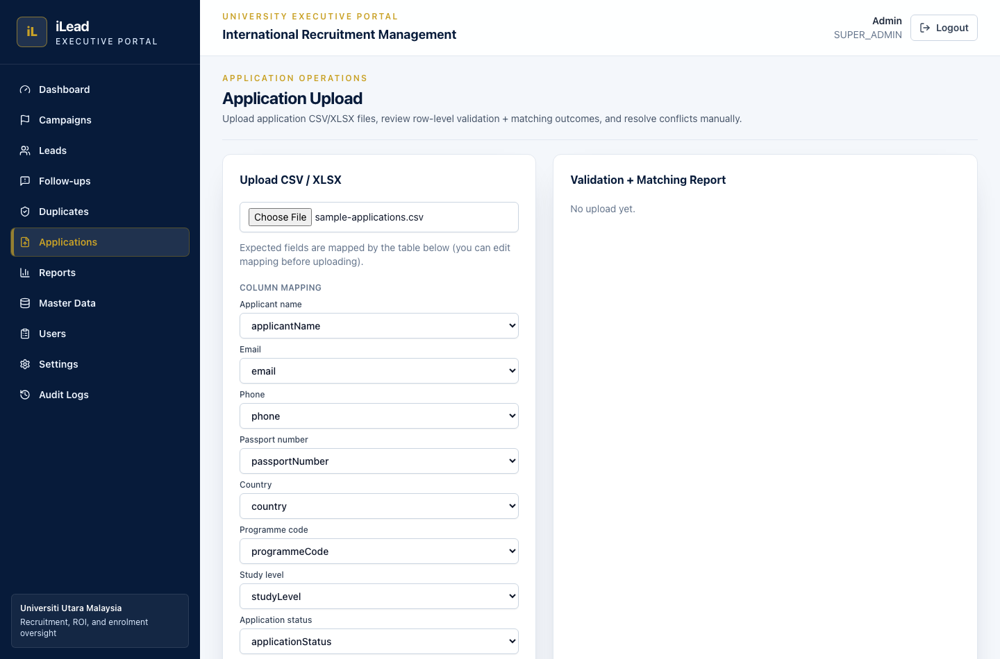 iL
iLead
EXECUTIVE PORTAL
Dashboard
Campaigns
Leads
Follow-ups
Duplicates
Applications
Reports
Master Data
Users
Settings
Audit Logs
Universiti Utara Malaysia
Recruitment, ROI, and enrolment
oversight
UNIVERSITY EXECUTIVE PORTAL
International Recruitment Management
Admin
SUPER_ADMIN
Logout
APPLICATION OPERATIONS
Application Upload
Upload application CSV/XLSX files, review row-level validation + matching outcomes, and resolve conflicts manually.
Upload CSV / XLSX
Choose File sample-applications.csv
Expected fields are mapped by the table below (you can edit
mapping before uploading).
COLUMN MAPPING
Applicant name
applicantName
Email
email
Phone
phone
Passport number
passportNumber
Country
country
Programme code
programmeCode
Study level
studyLevel
Application status
applicationStatus
Validation + Matching Report
No upload yet.